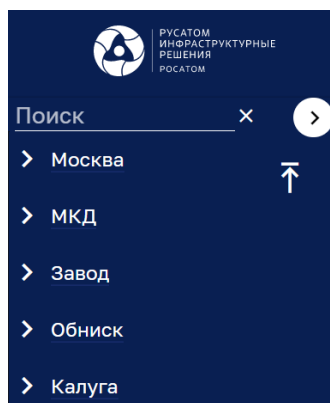 РУСАТОМ
ИНФРАСТРУКТУРНЫЕ
РЕШЕНИЯ
РОСАТОМ
Поиск
Москва
МКД
Завод
Обниск
Калуга